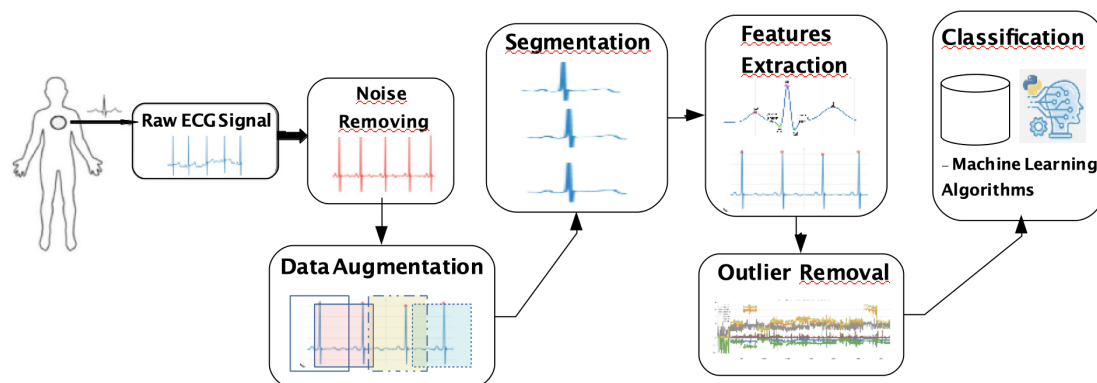 Raw ECG Signal
Noise
Removing
Data Augmentation
Segmentation
Features
Extraction
Outlier Removal
Classification
– Machine Learning
Algorithms